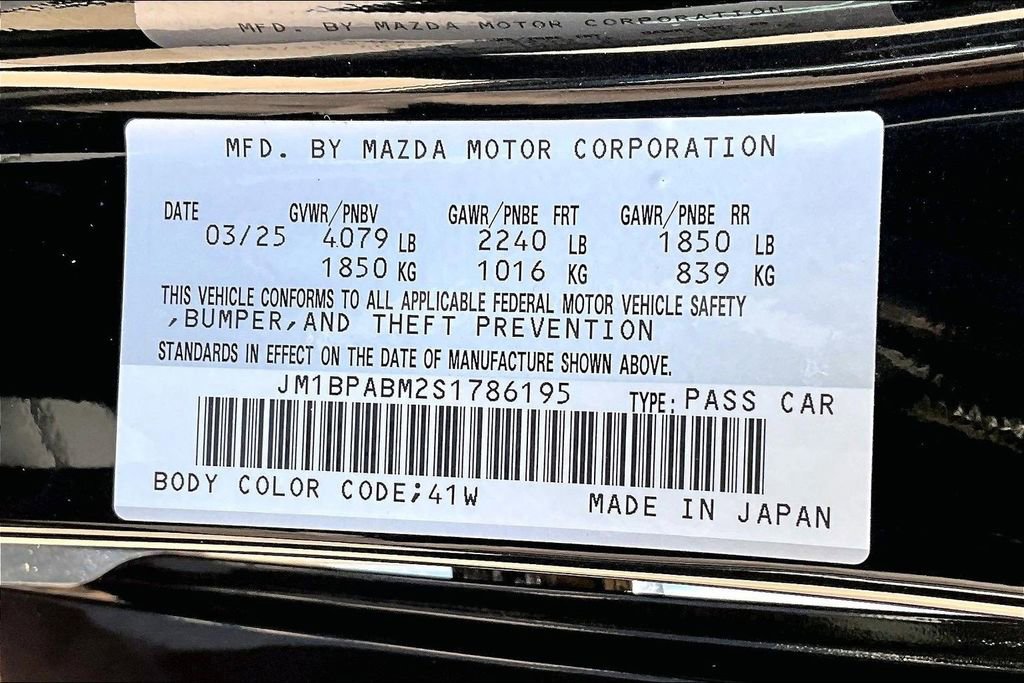 MFD. BY MAZDA MOTOR CORPORATION
MFD. BY MAZDA MOTOR CORPORATION
DATE GVWR/PNBV GAWR/PNBE FRT GAWR/PNBE RR
03/25 4079 LB 2240 LB 1850 LB
1850 KG 1016 KG 839 KG
THIS VEHICLE CONFORMS TO ALL APPLICABLE FEDERAL MOTOR VEHICLE SAFETY
,BUMPER,AND THEFT PREVENTION
STANDARDS IN EFFECT ON THE DATE OF MANUFACTURE SHOWN ABOVE.
JM1BPABM2S1786195 TYPE: PASS CAR
BODY COLOR CODE;41W MADE IN JAPAN